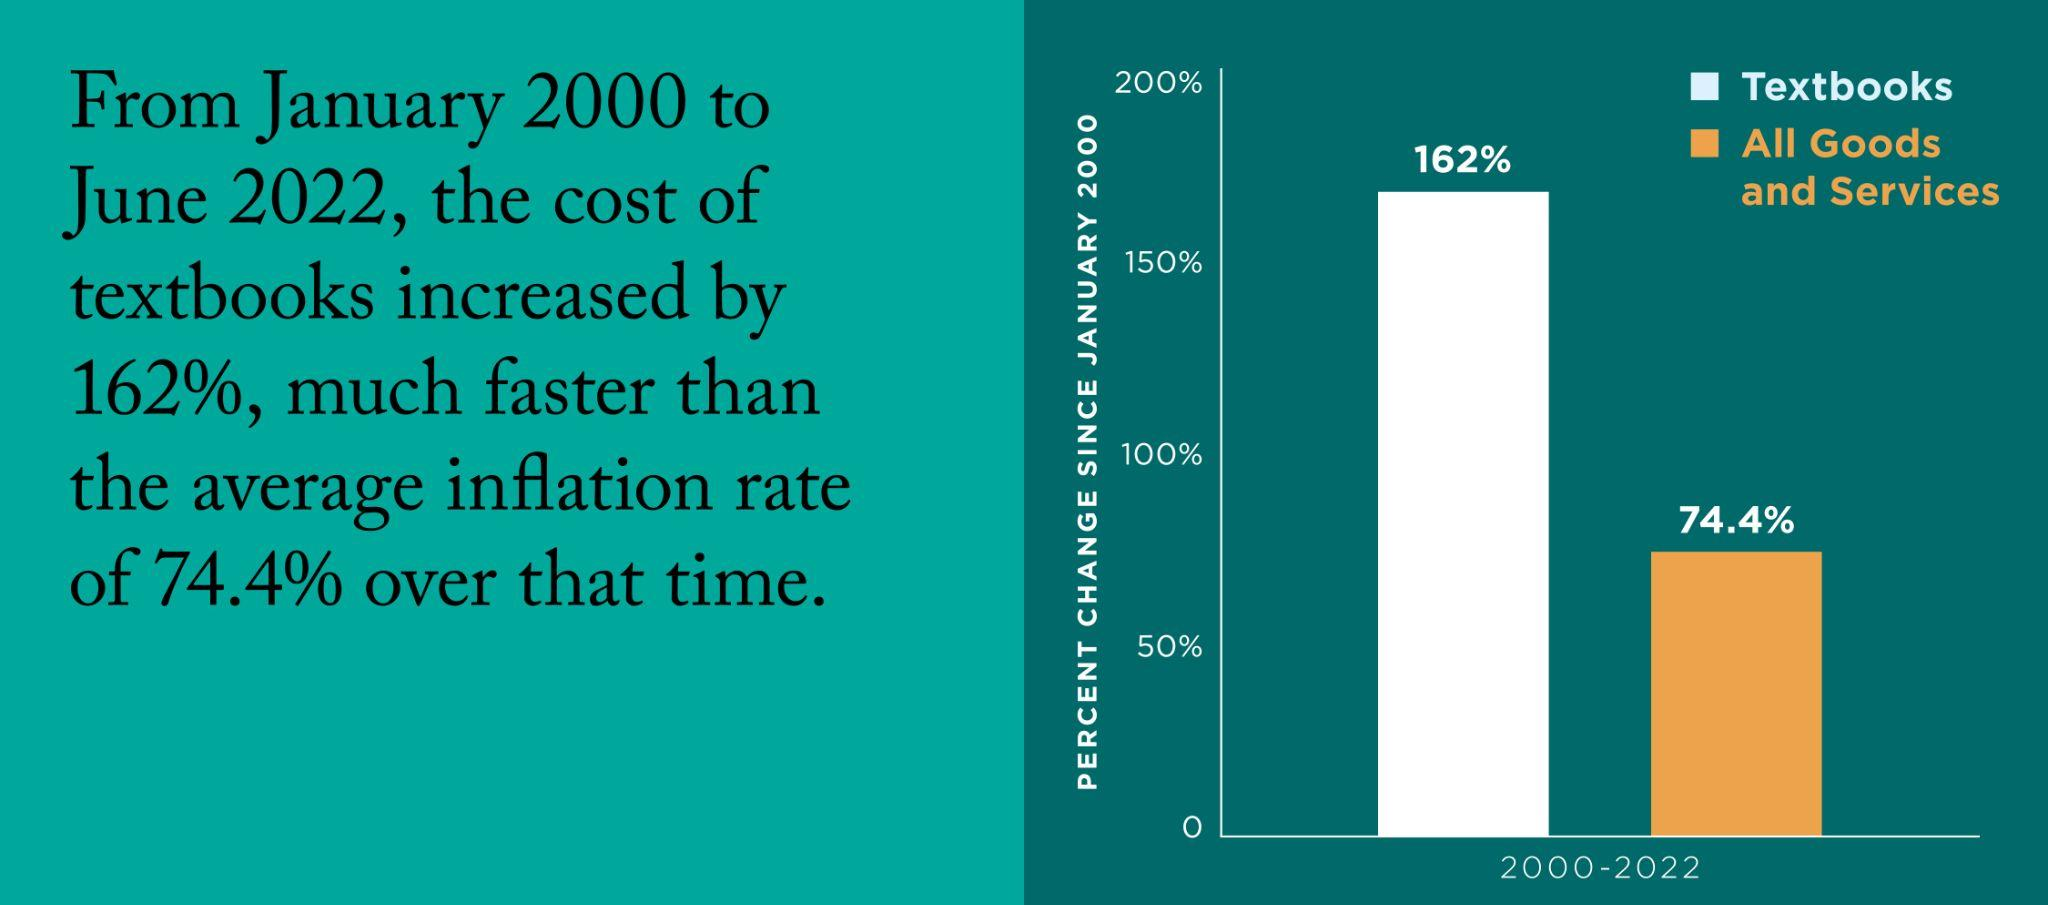 From January 2000 to
June 2022, the cost of
textbooks increased by
162%, much faster than
the average inflation rate
of 74.4% over that time.
PERCENT CHANGE SINCE JANUARY 2000
200%
150%
100%
50%
0
162%
74.4%
2000-2022
Textbooks
All Goods
and Services